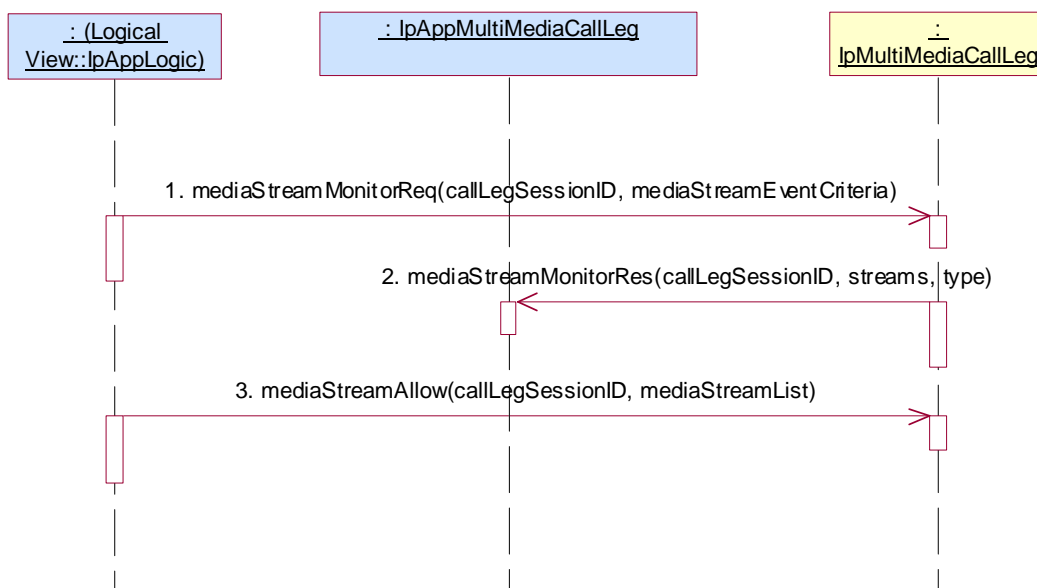 : (Logical
View::IpAppLogic)
: IpAppMultiMediaCallLeg
:
IpMultiMediaCallLeg
1. mediaStreamMonitorReq(callLegSessionID, mediaStreamEventCriteria)
2. mediaStreamMonitorRes(callLegSessionID, streams, type)
3. mediaStreamAllow(callLegSessionID, mediaStreamList)